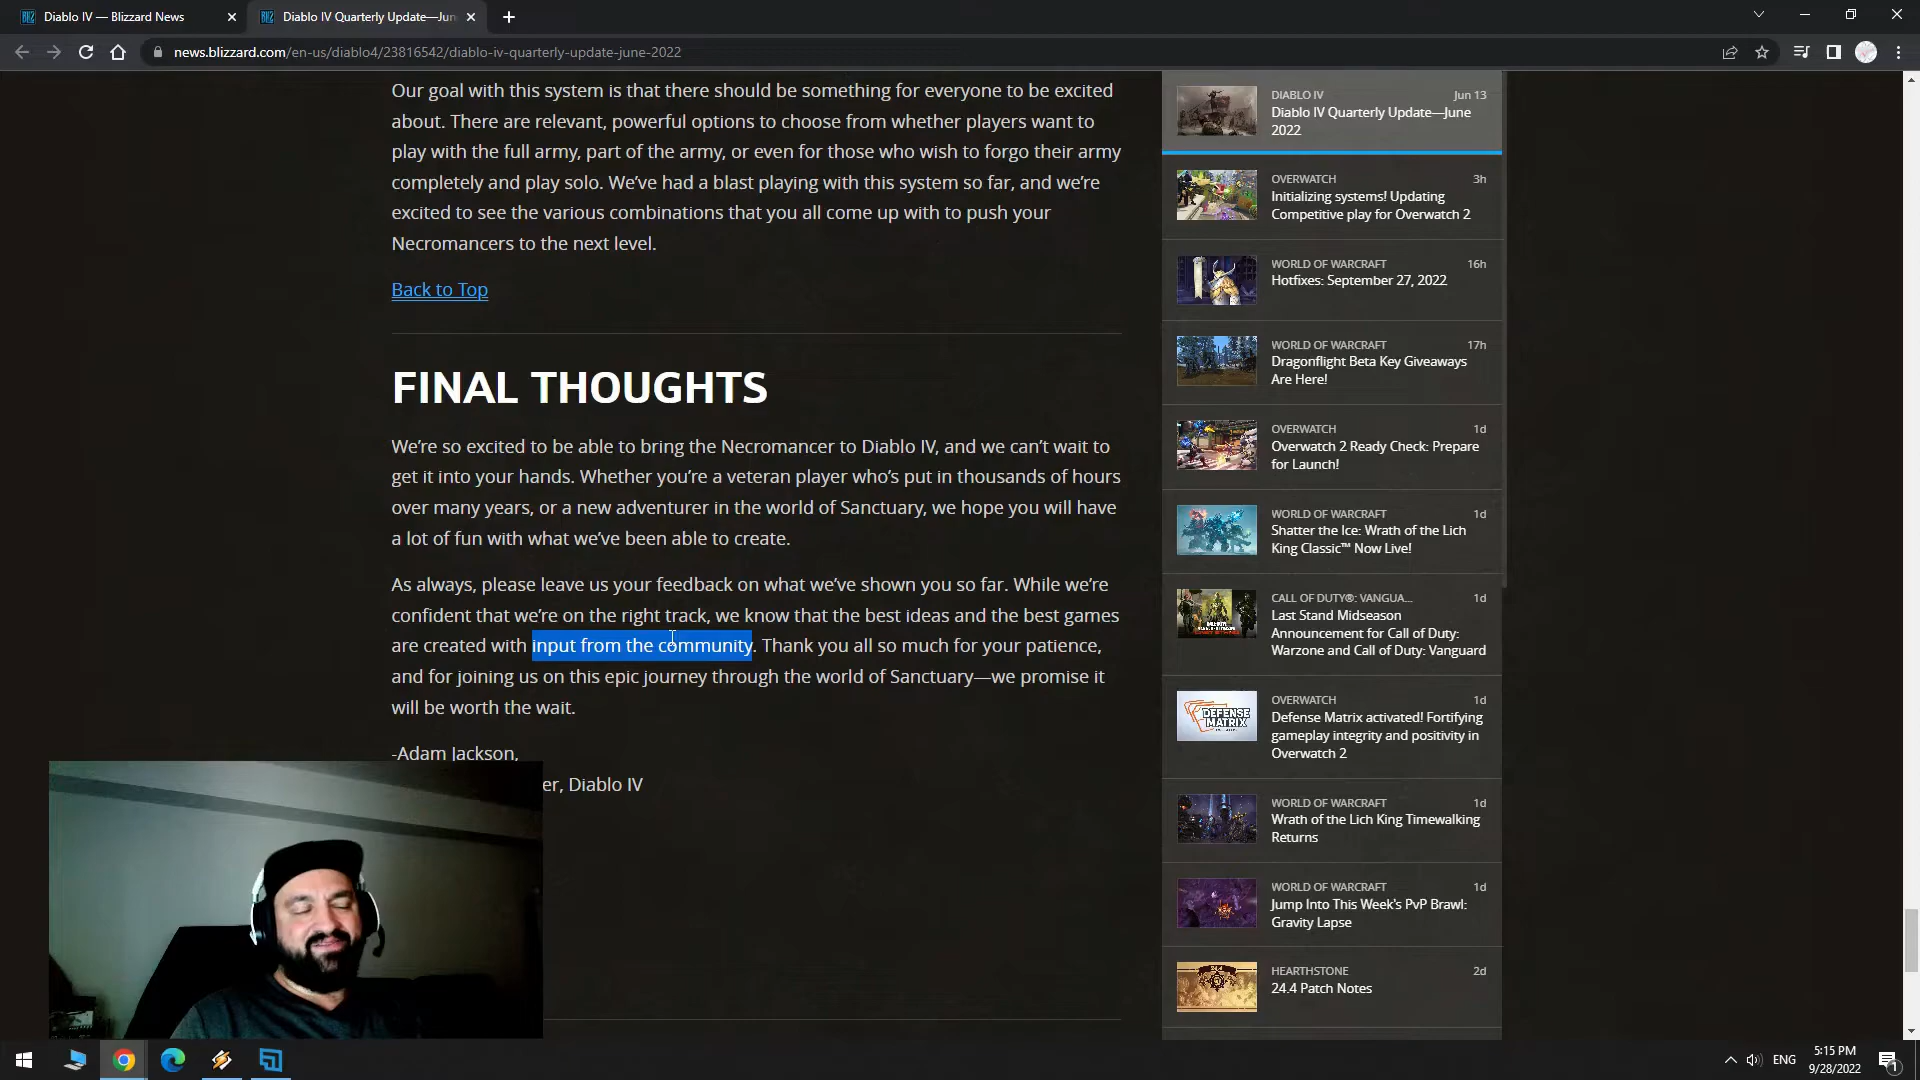 Diablo IV — Blizzard News
Diablo IV Quarterly Update—Jun
news.blizzard.com/en-us/diablo4/23816542/diablo-iv-quarterly-update-june-2022
Our goal with this system is that there should be something for everyone to be excited
about. There are relevant, powerful options to choose from whether players want to
play with the full army, part of the army, or even for those who wish to forgo their army
completely and play solo. We’ve had a blast playing with this system so far, and we’re
excited to see the various combinations that you all come up with to push your
Necromancers to the next level.
Back to Top
FINAL THOUGHTS
We’re so excited to be able to bring the Necromancer to Diablo IV, and we can’t wait to
get it into your hands. Whether you’re a veteran player who’s put in thousands of hours
over many years, or a new adventurer in the world of Sanctuary, we hope you will have
a lot of fun with what we’ve been able to create.
As always, please leave us your feedback on what we’ve shown you so far. While we’re
confident that we’re on the right track, we know that the best ideas and the best games
are created with input from the community. Thank you all so much for your patience,
and for joining us on this epic journey through the world of Sanctuary—we promise it
will be worth the wait.
-Adam Jackson,
er, Diablo IV
DIABLO IV Jun 13
Diablo IV Quarterly Update—June
2022
OVERWATCH 3h
Initializing systems! Updating
Competitive play for Overwatch 2
WORLD OF WARCRAFT 16h
Hotfixes: September 27, 2022
WORLD OF WARCRAFT 17h
Dragonflight Beta Key Giveaways
Are Here!
OVERWATCH 1d
Overwatch 2 Ready Check: Prepare
for Launch!
WORLD OF WARCRAFT 1d
Shatter the Ice: Wrath of the Lich
King Classic™ Now Live!
CALL OF DUTY®: VANGUA... 1d
Last Stand Midseason
Announcement for Call of Duty:
Warzone and Call of Duty: Vanguard
OVERWATCH 1d
DEFENSE
MATRIX
Defense Matrix activated! Fortifying
gameplay integrity and positivity in
Overwatch 2
WORLD OF WARCRAFT 1d
Wrath of the Lich King Timewalking
Returns
WORLD OF WARCRAFT 1d
Jump Into This Week's PvP Brawl:
Gravity Lapse
HEARTHSTONE 2d
24.4 Patch Notes
ENG
5:15 PM
9/28/2022
1